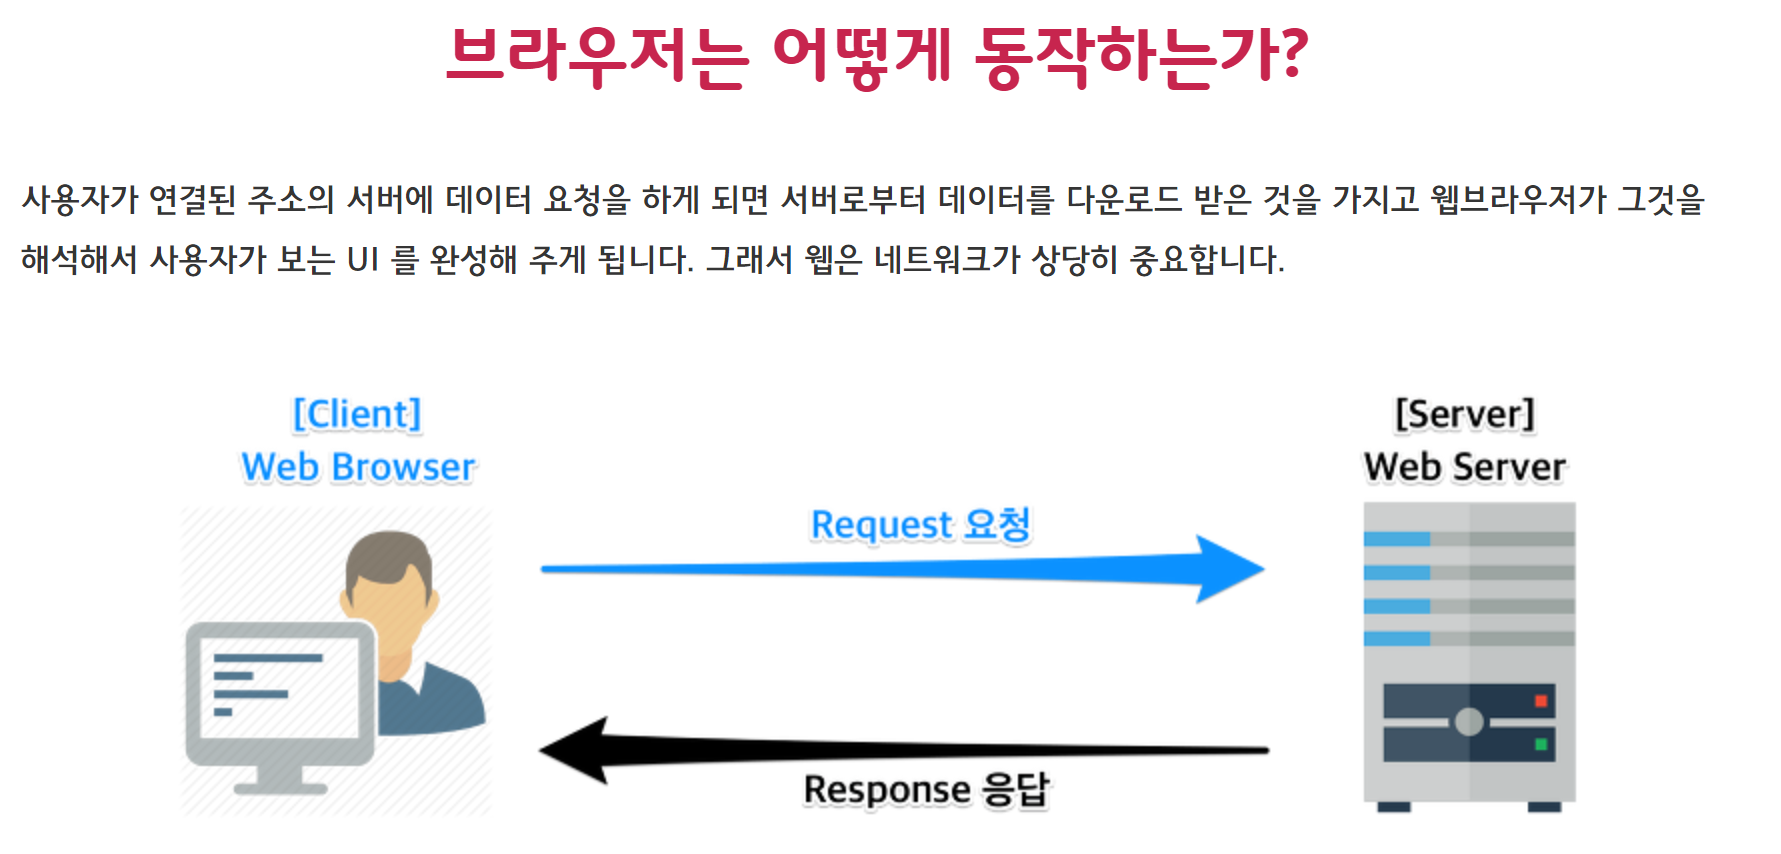 브라우저는 어떻게 동작하는가?
사용자가 연결된 주소의 서버에 데이터 요청을 하게 되면 서버로부터 데이터를 다운로드 받은 것을 가지고 웹브라우저가 그것을
해석해서 사용자가 보는 UI 를 완성해 주게 됩니다. 그래서 웹은 네트워크가 상당히 중요합니다.
[Client]
Web Browser
[Server]
Web Server
Request 요청
Response 응답